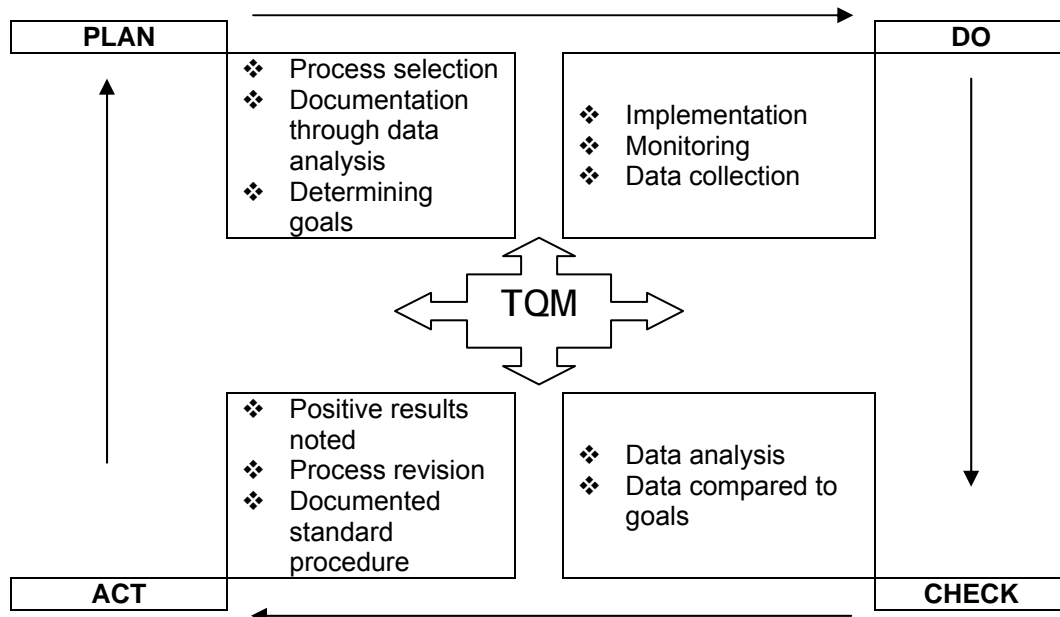 PLAN
DO
❖ Process selection
❖ Documentation
through data
analysis
❖ Determining
goals
❖ Implementation
❖ Monitoring
❖ Data collection
TQM
❖ Positive results
noted
❖ Process revision
❖ Documented
standard
procedure
❖ Data analysis
❖ Data compared to
goals
ACT
CHECK